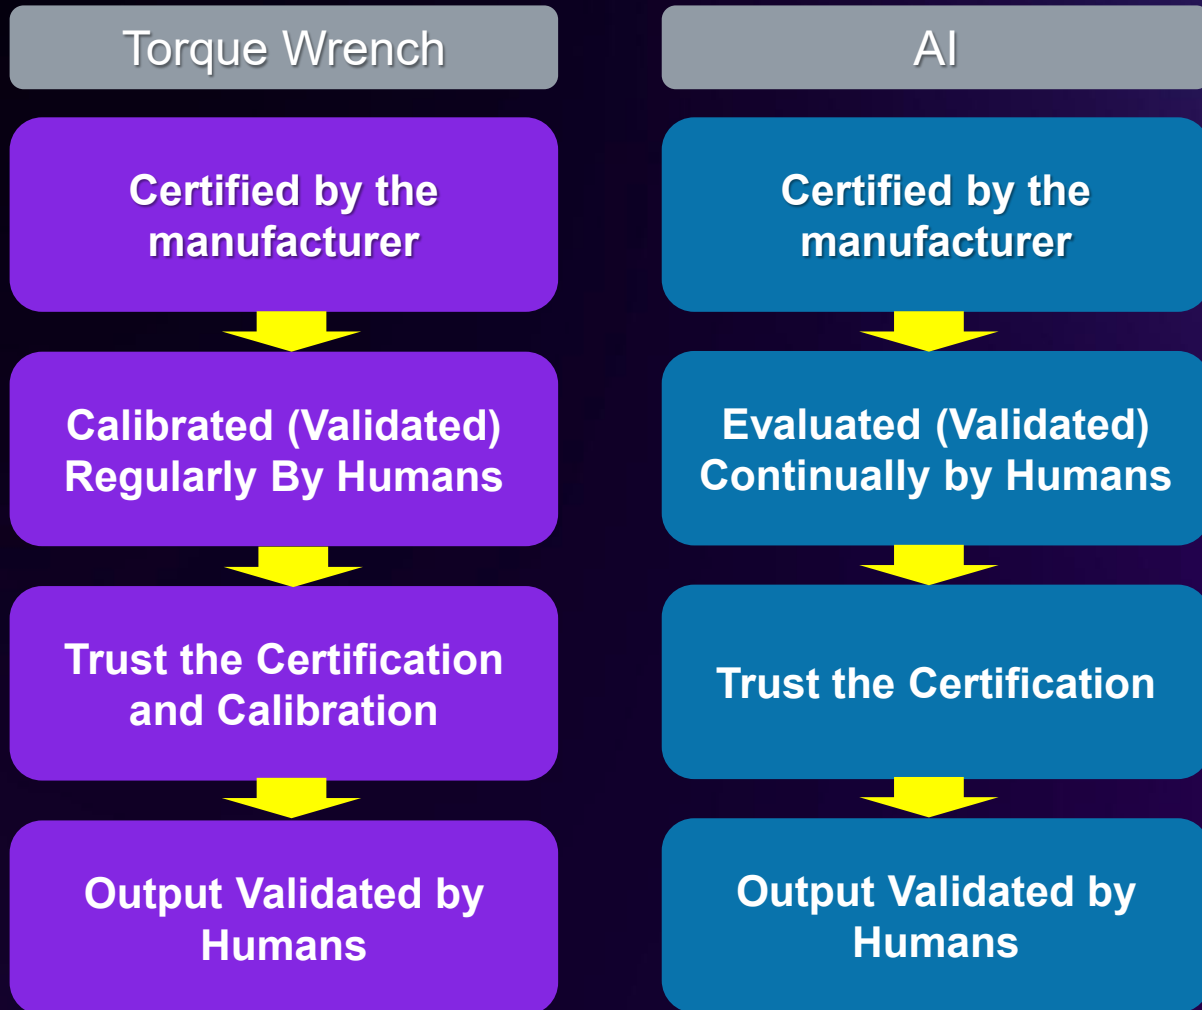 Torque Wrench
Certified by the
manufacturer
Calibrated (Validated)
Regularly By Humans
Trust the Certification
and Calibration
Output Validated by
Humans
AI
Certified by the
manufacturer
Evaluated (Validated)
Continually by Humans
Trust the Certification
Output Validated by
Humans